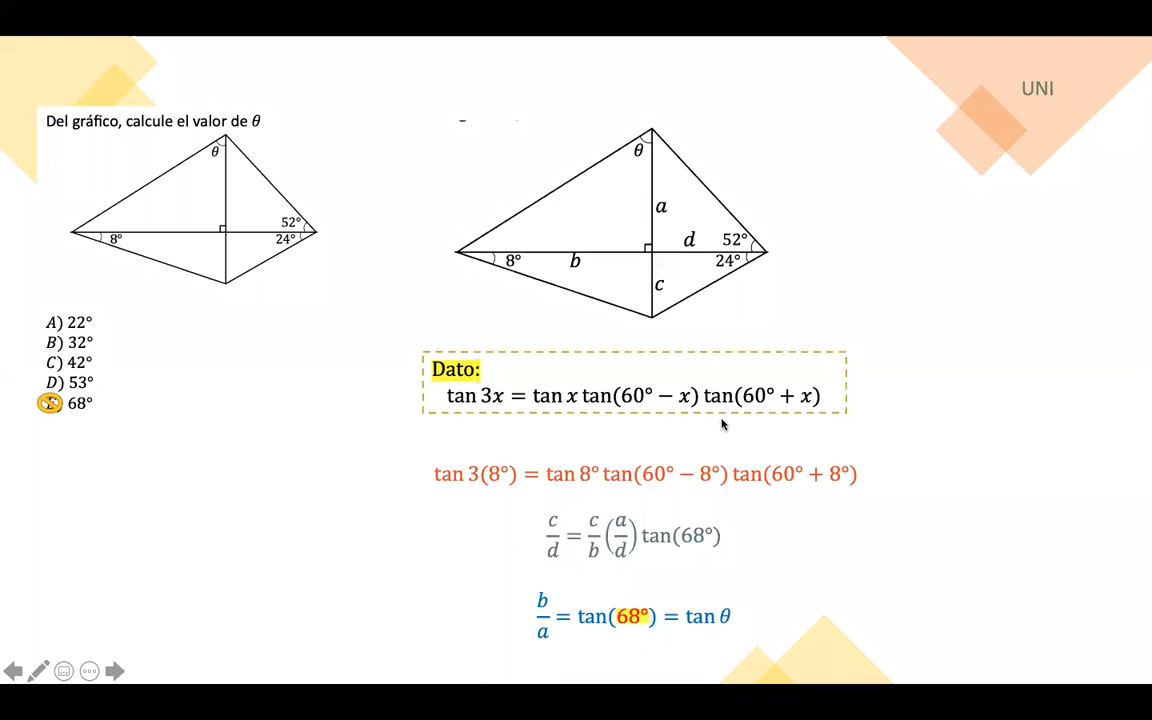 UNI
Del gráfico, calcule el valor de θ
θ
52°
8°
24°
A) 22°
B) 32°
C) 42°
D) 53°
68°
θ
a
d
52°
8°
b
24°
c
Dato:
tan 3x = tan x tan(60° − x) tan(60° + x)
tan 3(8°) = tan 8° tan(60° − 8°) tan(60° + 8°)
c/d = c/b (a/d) tan(68°)
b/a = tan(68°) = tan θ